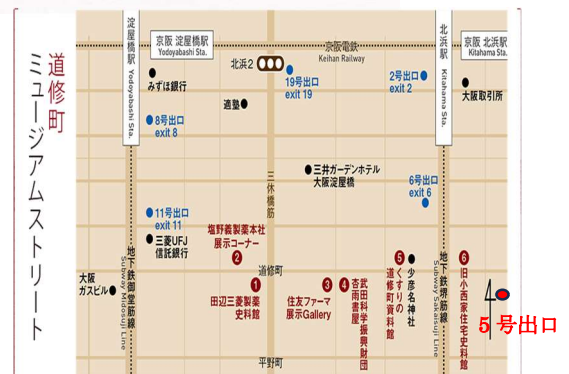 道修町
ミュージアムストリート
淀屋橋駅
Yodoyabashi Sta.
京阪 淀屋橋駅
Yodoyabashi Sta.
北浜2
京阪電鉄
Keihan Railway
北浜駅
Kitahama Sta.
京阪 北浜駅
Kitahama Sta.
みずほ銀行
適塾
19号出口
exit 19
2号出口
exit 2
大阪取引所
8号出口
exit 8
三井ガーデンホテル
大阪淀屋橋
三休橋筋
6号出口
exit 6
11号出口
exit 11
三菱UFJ
信託銀行
塩野義製薬本社
展示コーナー
2
道修町
1
田辺三菱製薬
史料館
3
住友ファーマ
展示Gallery
4
武田科学振興財団
杏雨書屋
5
くすりの
道修町資料館
少彦名神社
6
旧小西家住宅史料館
大阪
ガスビル
地下鉄御堂筋線
Subway Midosuji Line
地下鉄堺筋線
Subway Sakaisuji Line
4
5号出口
平野町